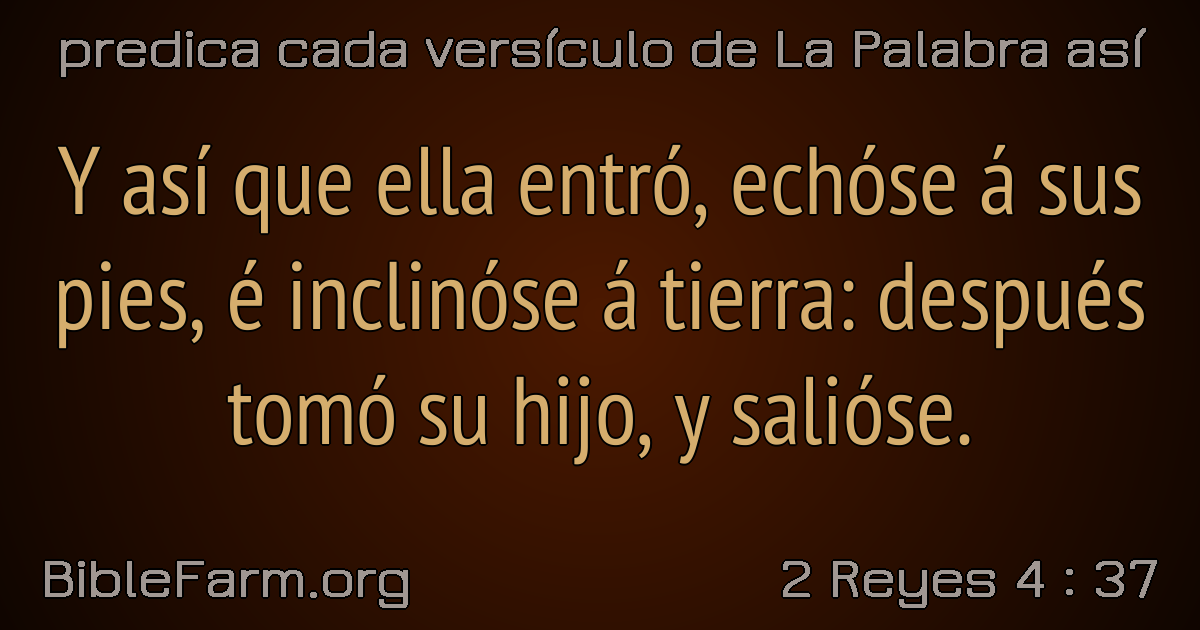 predica cada versículo de La Palabra así
Y así que ella entró, echóse á sus
pies, é inclinóse á tierra: después
tomó su hijo, y salióse.
BibleFarm.org
2 Reyes 4 : 37